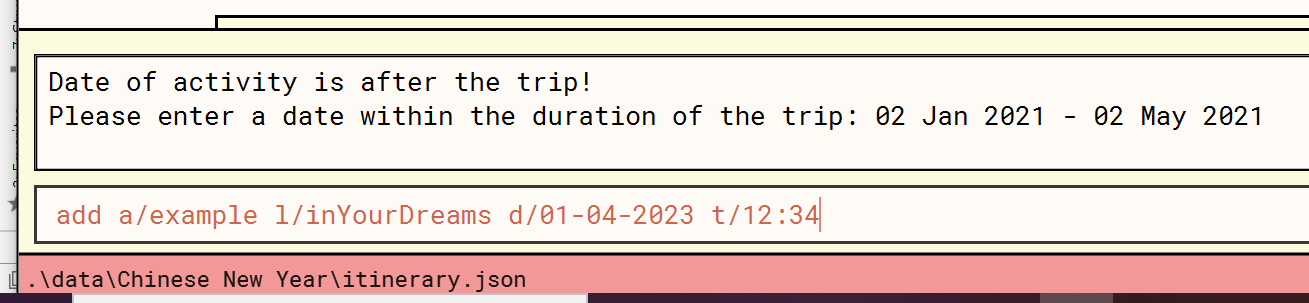 Date of activity is after the trip!
Please enter a date within the duration of the trip: 02 Jan 2021 - 02 May 2021
add a/example l/inYourDreams d/01-04-2023 t/12:34
.\data\Chinese New Year\itinerary.json